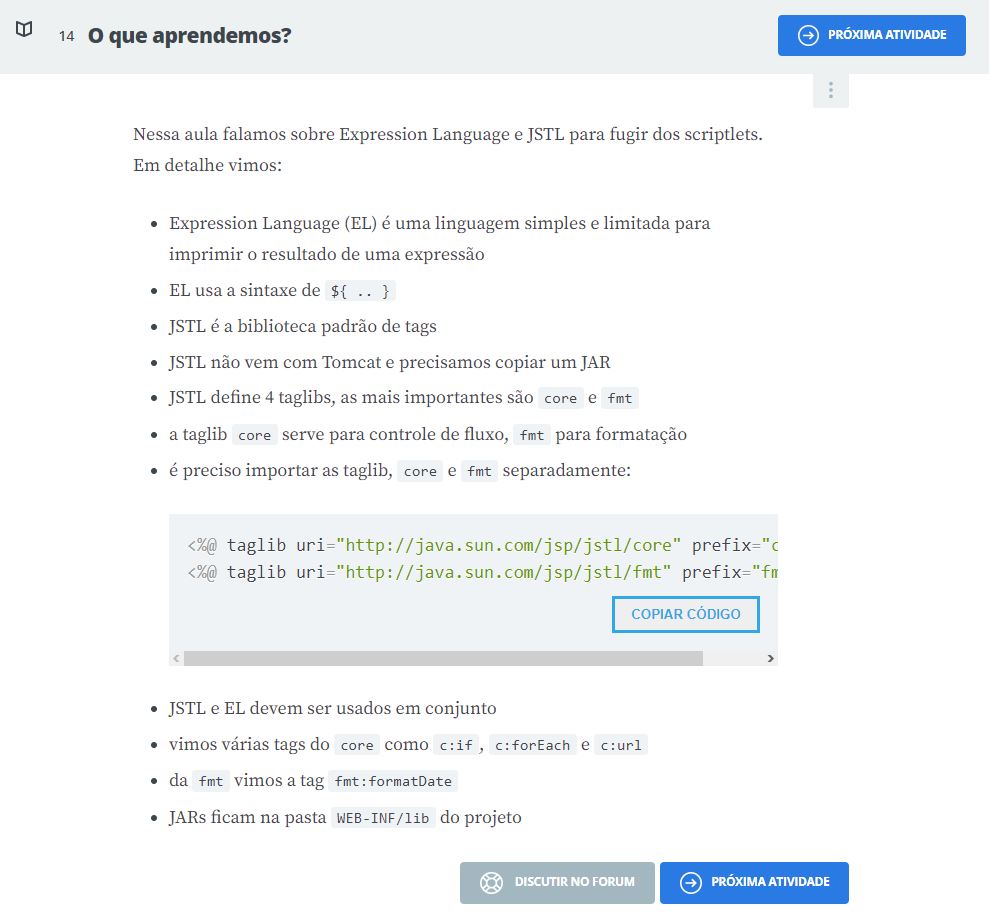 14 O que aprendemos?
PRÓXIMA ATIVIDADE
Nessa aula falamos sobre Expression Language e JSTL para fugir dos scriptlets.
Em detalhe vimos:
Expression Language (EL) é uma linguagem simples e limitada para
imprimir o resultado de uma expressão
EL usa a sintaxe de ${ .. }
JSTL é a biblioteca padrão de tags
JSTL não vem com Tomcat e precisamos copiar um JAR
JSTL define 4 taglibs, as mais importantes são core e fmt
a taglib core serve para controle de fluxo, fmt para formatação
é preciso importar as taglib, core e fmt separadamente:
<%@ taglib uri="http://java.sun.com/jsp/jstl/core" prefix="c
<%@ taglib uri="http://java.sun.com/jsp/jstl/fmt" prefix="fm
COPIAR CÓDIGO
JSTL e EL devem ser usados em conjunto
vimos várias tags do core como c:if, c:forEach e c:url
da fmt vimos a tag fmt:formatDate
JARs ficam na pasta WEB-INF/lib do projeto
DISCUTIR NO FORUM
PRÓXIMA ATIVIDADE